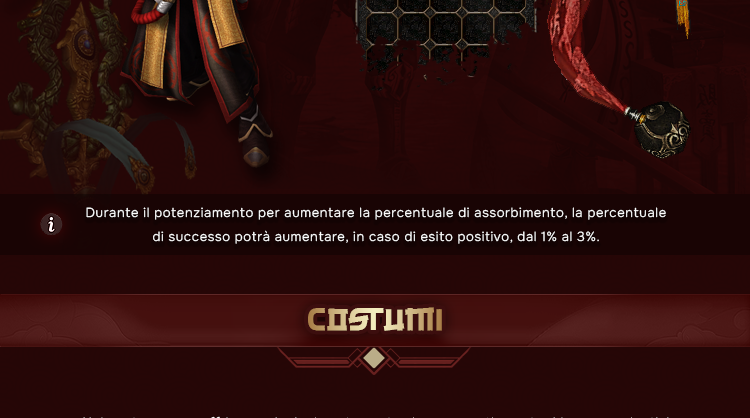 Durante il potenziamento per aumentare la percentuale di assorbimento, la percentuale
di successo potrà aumentare, in caso di esito positivo, dal 1% al 3%.
COSTUMI